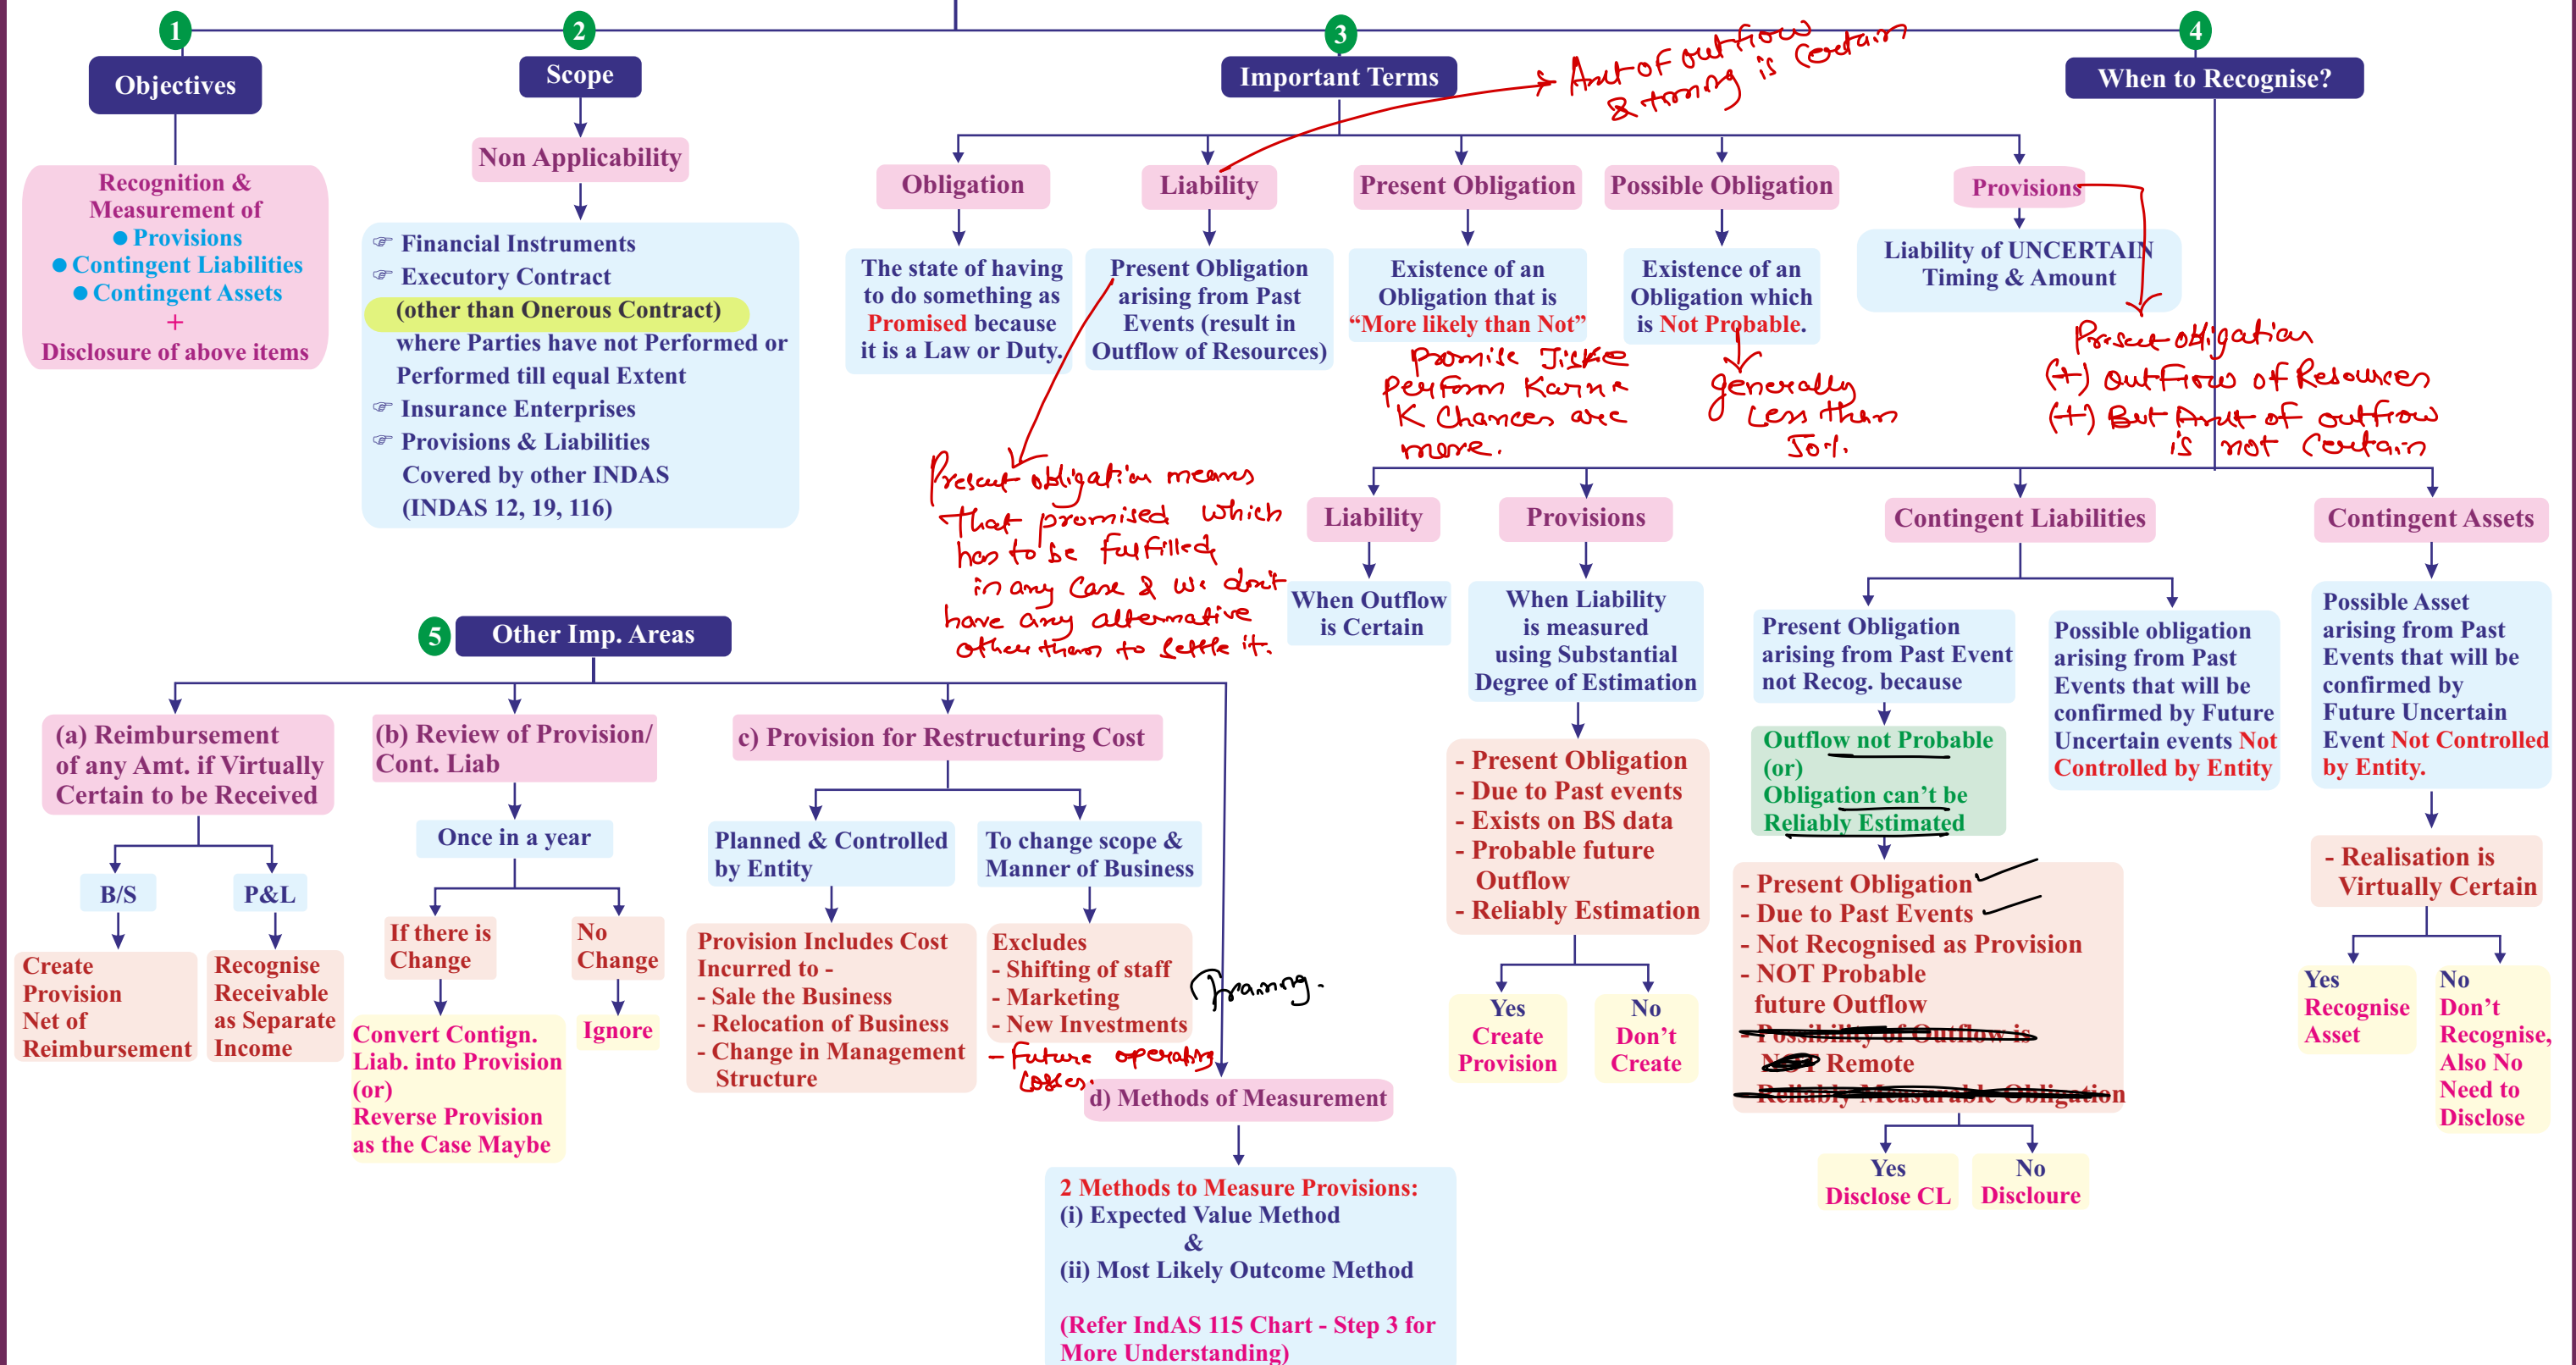 1
Objectives
Recognition &
Measurement of
● Provisions
● Contingent Liabilities
● Contingent Assets
+
Disclosure of above items
2
Scope
Non Applicability
☞ Financial Instruments
☞ Executory Contract
(other than Onerous Contract)
where Parties have not Performed or
Performed till equal Extent
☞ Insurance Enterprises
☞ Provisions & Liabilities
Covered by other INDAS
(INDAS 12, 19, 116)
3
Important Terms
Amt of outflow
& timing is Certain
Obligation
The state of having
to do something as
Promised because
it is a Law or Duty.
Liability
Present Obligation
arising from Past
Events (result in
Outflow of Resources)
Present obligation means
that promised which
has to be fulfilled
in any Case & we don't
have any alternative
other than to settle it.
Present Obligation
Existence of an
Obligation that is
“More likely than Not”
Promise Jiske
perform Karne
K Chances are
more.
Possible Obligation
Existence of an
Obligation which
is Not Probable.
generally
Less than
50%
Provisions
Liability of UNCERTAIN
Timing & Amount
Present obligation
(+) outflow of Resources
(+) But Amt of outflow
is not Certain
4
When to Recognise?
Liability
When Outflow
is Certain
Provisions
When Liability
is measured
using Substantial
Degree of Estimation
- Present Obligation
- Due to Past events
- Exists on BS data
- Probable future
Outflow
- Reliably Estimation
Yes
Create
Provision
No
Don’t
Create
Contingent Liabilities
Present Obligation
arising from Past Event
not Recog. because
Outflow not Probable
(or)
Obligation can’t be
Reliably Estimated
- Present Obligation
- Due to Past Events
- Not Recognised as Provision
- NOT Probable
future Outflow
- Possibility of Outflow is
NOT Remote
- Reliably Measurable Obligation
Yes
Disclose CL
No
Discloure
Possible obligation
arising from Past
Events that will be
confirmed by Future
Uncertain events Not
Controlled by Entity
Contingent Assets
Possible Asset
arising from Past
Events that will be
confirmed by
Future Uncertain
Event Not Controlled
by Entity.
- Realisation is
Virtually Certain
Yes
Recognise
Asset
No
Don’t
Recognise,
Also No
Need to
Disclose
5
Other Imp. Areas
(a) Reimbursement
of any Amt. if Virtually
Certain to be Received
B/S
Create
Provision
Net of
Reimbursement
P&L
Recognise
Receivable
as Separate
Income
(b) Review of Provision/
Cont. Liab
Once in a year
If there is
Change
Convert Contign.
Liab. into Provision
(or)
Reverse Provision
as the Case Maybe
No
Change
Ignore
c) Provision for Restructuring Cost
Planned & Controlled
by Entity
Provision Includes Cost
Incurred to -
- Sale the Business
- Relocation of Business
- Change in Management
Structure
To change scope &
Manner of Business
Excludes
- Shifting of staff
- Marketing
- New Investments
- Future operating
Losses.
Training.
d) Methods of Measurement
2 Methods to Measure Provisions:
(i) Expected Value Method
&
(ii) Most Likely Outcome Method
(Refer IndAS 115 Chart - Step 3 for
More Understanding)